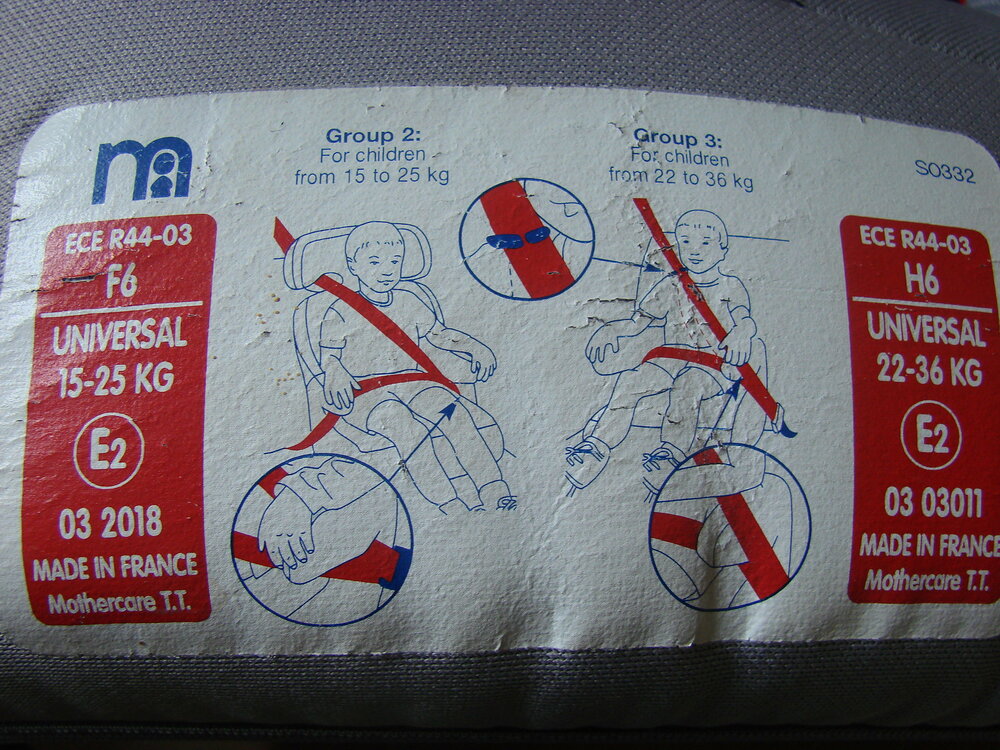 m
Group 2:
For children
from 15 to 25 kg
Group 3:
For children
from 22 to 36 kg
SO332
ECE R44-03
F6
UNIVERSAL
15-25 KG
E2
03 2018
MADE IN FRANCE
Mothercare T.T.
ECE R44-03
H6
UNIVERSAL
22-36 KG
E2
03 03011
MADE IN FRANCE
Mothercare T.T.